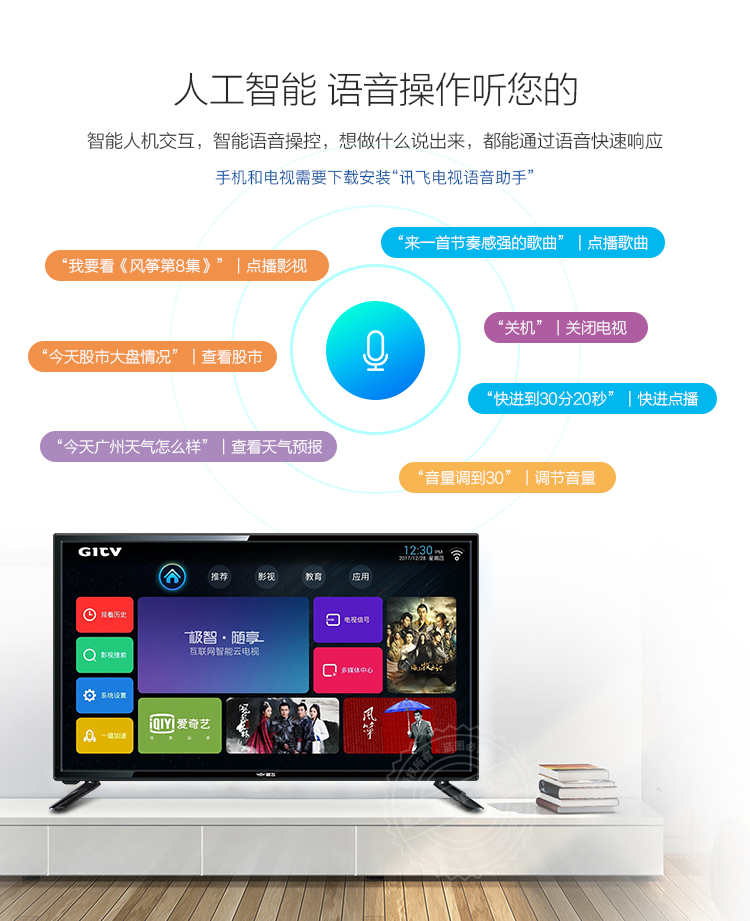 人工智能 语音操作听您的
智能人机交互，智能语音操控，想做什么说出来，都能通过语音快速响应
手机和电视需要下载安装“讯飞电视语音助手”
“来一首节奏感强的歌曲”｜点播歌曲
“我要看《风筝第8集》”｜点播影视
“关机”｜关闭电视
“今天股市大盘情况”｜查看股市
“快进到30分20秒”｜快进点播
“今天广州天气怎么样”｜查看天气预报
“音量调到30”｜调节音量
GITV
12:30 PM
2017/12/28 星期四
推荐 影视 教育 应用
观看历史
影视搜索
系统设置
一键加速
极智·随享
互联网智能云电视
电视信号
多媒体中心
iQIY 爱奇艺
风筝